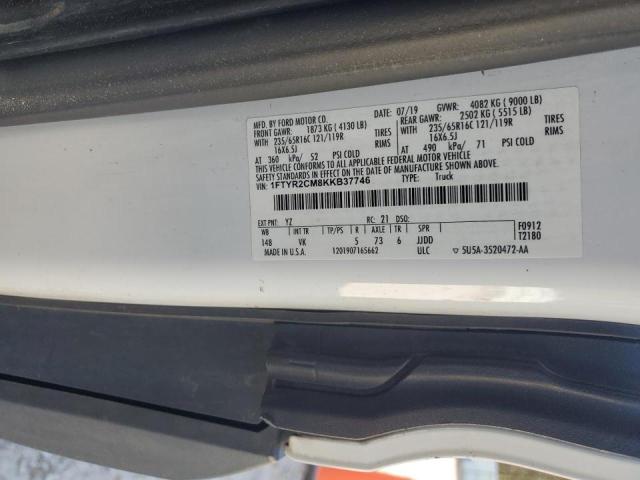 MFD. BY FORD MOTOR CO.
07/19 GVWR: 4082 KG ( 9000 LB)
FRONT GAWR: 1873 KG ( 4130 LB) REAR GAWR: 2502 KG ( 5515 LB)
WITH 235/65R16C 121/119R TIRES WITH 235/65R16C 121/119R TIRES
16X6.5J RIMS 16X6.5J RIMS
AT 360 kPa/ 52 PSI COLD AT 490 kPa/ 71 PSI COLD
THIS VEHICLE CONFORMS TO ALL APPLICABLE FEDERAL MOTOR VEHICLE
SAFETY STANDARDS IN EFFECT ON THE DATE OF MANUFACTURE SHOWN ABOVE.
VIN: 1FTYR2CM8KKB37746 TYPE: Truck
EXT PNT: YZ RC: 21 DSO:
WB INT TR TP/PS R AXLE TR SPR F0912
148 VK 5 73 6 JJDD T2180
MADE IN U.S.A. 1201907165662 ULC 5U5A-3520472-AA